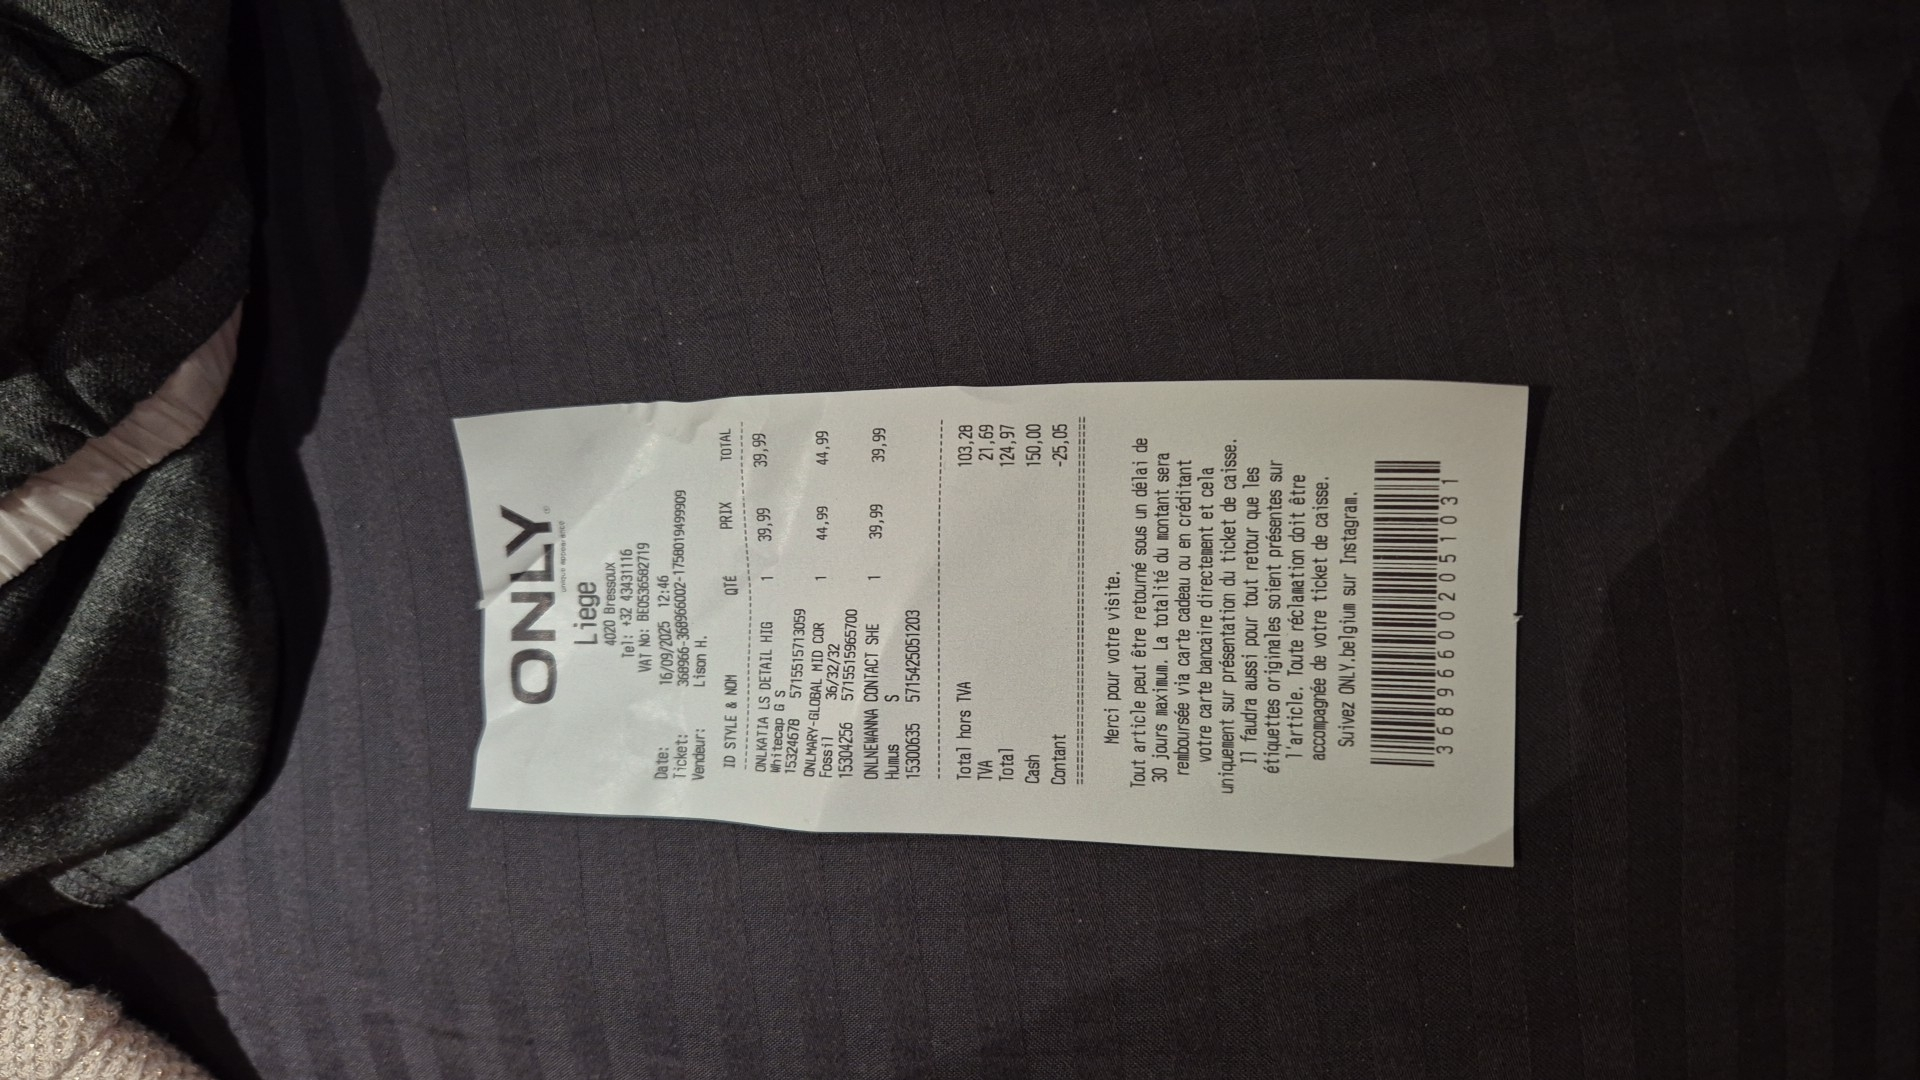 ONLY
unique appearance
Liege
4020 Bressoux
Tel: +32 43431116
VAT No: BE0536582719
Date: 16/09/2025 12:46
Ticket: 368966-368966002-1758019499909
Vendeur: Lison H.
ID STYLE & NOM QTÉ PRIX TOTAL
ONLKATIA LS DETAIL HIG 1 39,99 39,99
Whitecap G S
15324678 5715515713059
ONLMARY-GLOBAL MID COR 1 44,99 44,99
Fossil 36/32/32
15304256 5715515965700
ONLNEWANNA CONTACT SHE 1 39,99 39,99
Humus S
15300635 5715425051203
Total hors TVA 103,28
TVA 21,69
Total 124,97
Cash 150,00
Contant -25,05
Merci pour votre visite.
Tout article peut être retourné sous un délai de
30 jours maximum. La totalité du montant sera
remboursée via carte cadeau ou en créditant
votre carte bancaire directement et cela
uniquement sur présentation du ticket de caisse.
Il faudra aussi pour tout retour que les
étiquettes originales soient présentes sur
l'article. Toute réclamation doit être
accompagnée de votre ticket de caisse.
Suivez ONLY.belgium sur Instagram.
368966002051031